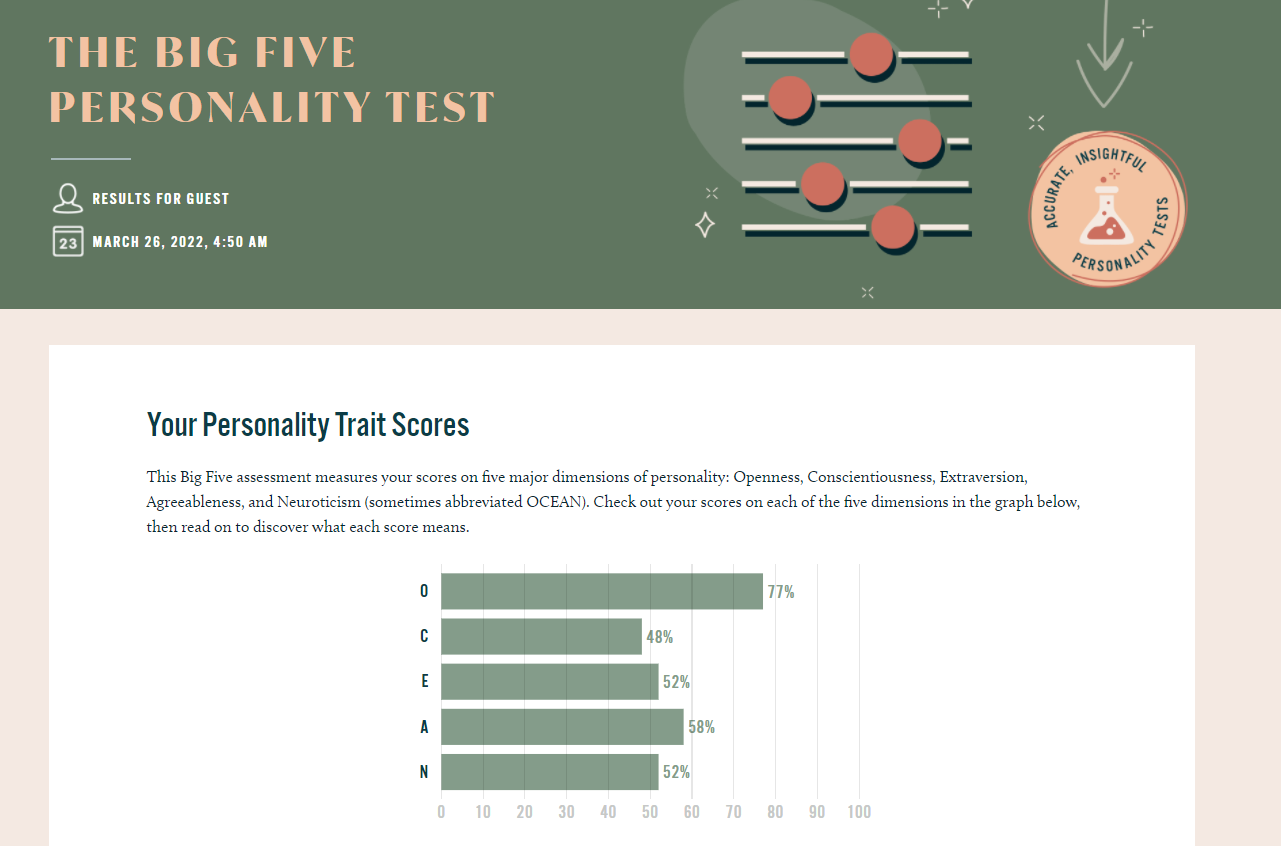 THE BIG FIVE
PERSONALITY TEST
RESULTS FOR GUEST
23
MARCH 26, 2022, 4:50 AM
ACCURATE, INSIGHTFUL
PERSONALITY TESTS
Your Personality Trait Scores
This Big Five assessment measures your scores on five major dimensions of personality: Openness, Conscientiousness, Extraversion,
Agreeableness, and Neuroticism (sometimes abbreviated OCEAN). Check out your scores on each of the five dimensions in the graph below,
then read on to discover what each score means.
O 77%
C 48%
E 52%
A 58%
N 52%
0 10 20 30 40 50 60 70 80 90 100